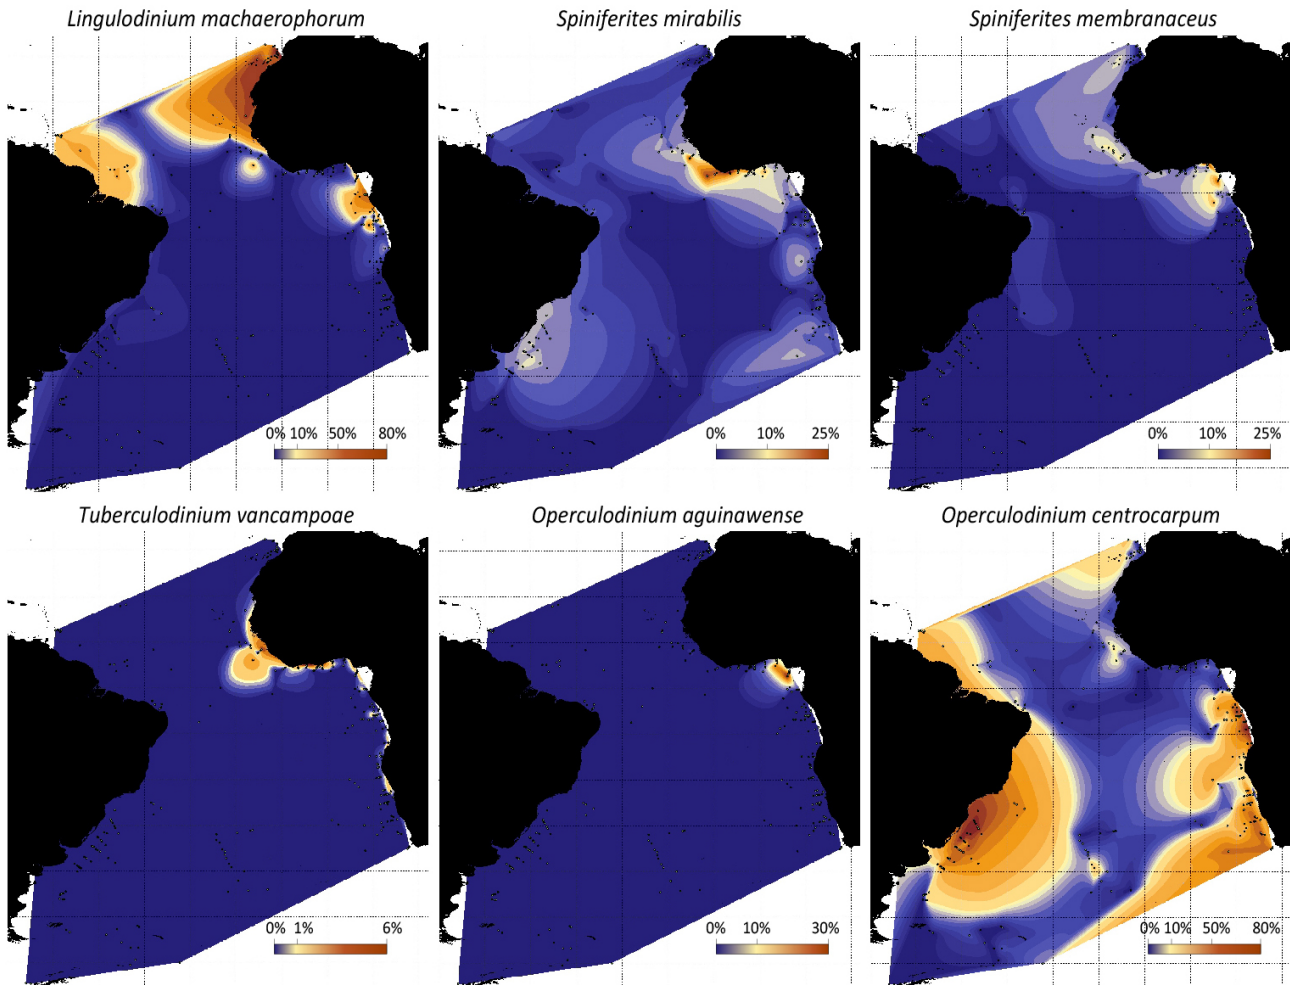 Lingulodinium machaerophorum
Spiniferites mirabilis
Spiniferites membranaceus
0% 10% 50% 80%
0% 10% 25%
0% 10% 25%
Tuberculodinium vancampoae
Operculodinium aguinawense
Operculodinium centrocarpum
0% 1% 6%
0% 10% 30%
0% 10% 50% 80%